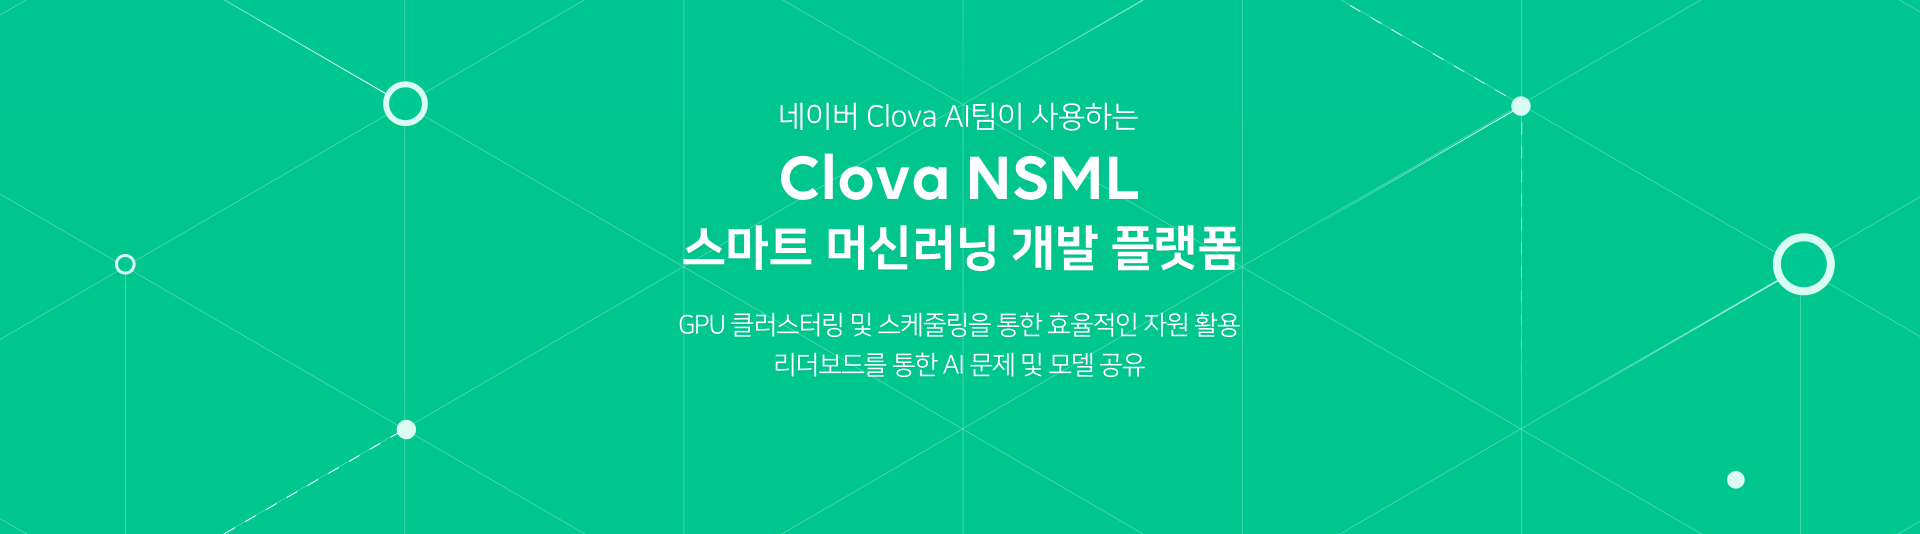 네이버 Clova AI팀이 사용하는
Clova NSML
스마트 머신러닝 개발 플랫폼
GPU 클러스터링 및 스케줄링을 통한 효율적인 자원 활용
리더보드를 통한 AI 문제 및 모델 공유